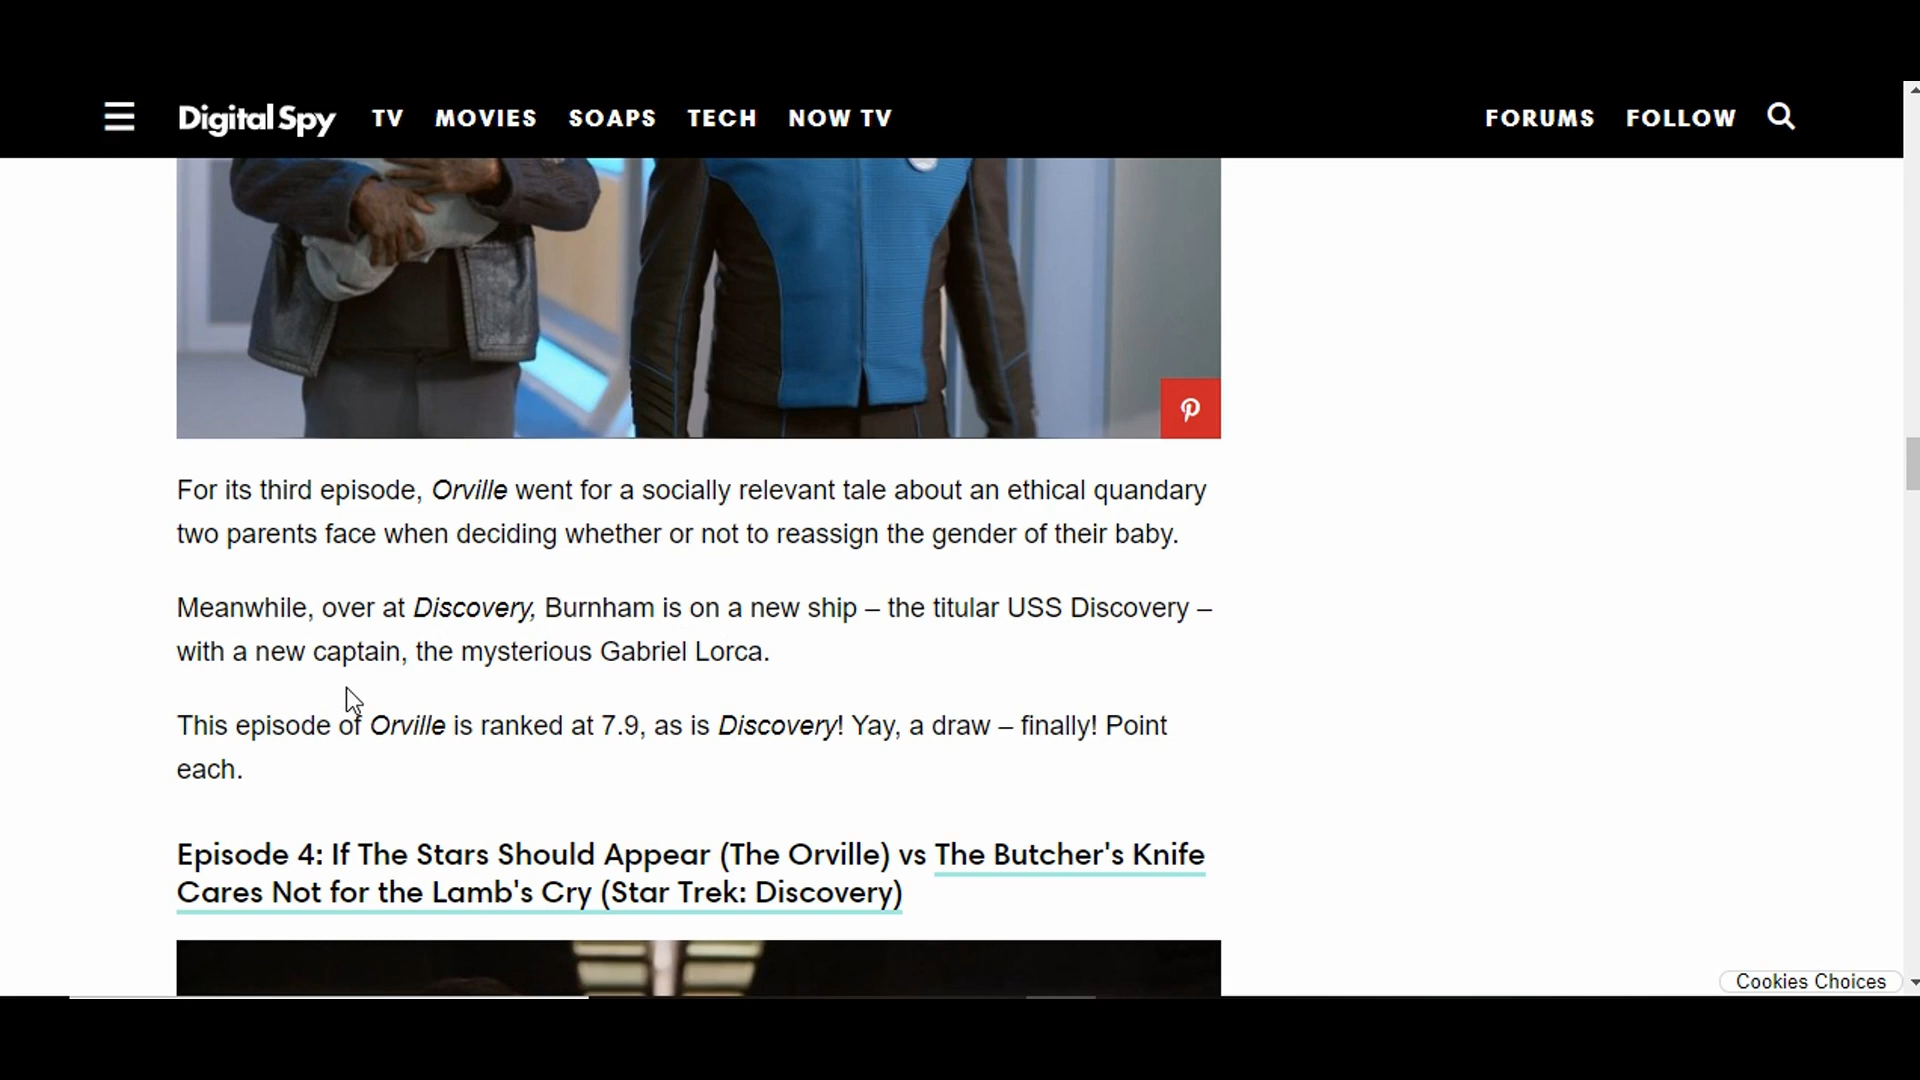 Digital Spy TV MOVIES SOAPS TECH NOW TV FORUMS FOLLOW
For its third episode, Orville went for a socially relevant tale about an ethical quandary
two parents face when deciding whether or not to reassign the gender of their baby.
Meanwhile, over at Discovery, Burnham is on a new ship – the titular USS Discovery –
with a new captain, the mysterious Gabriel Lorca.
This episode of Orville is ranked at 7.9, as is Discovery! Yay, a draw – finally! Point
each.
Episode 4: If The Stars Should Appear (The Orville) vs The Butcher's Knife
Cares Not for the Lamb's Cry (Star Trek: Discovery)
Cookies Choices